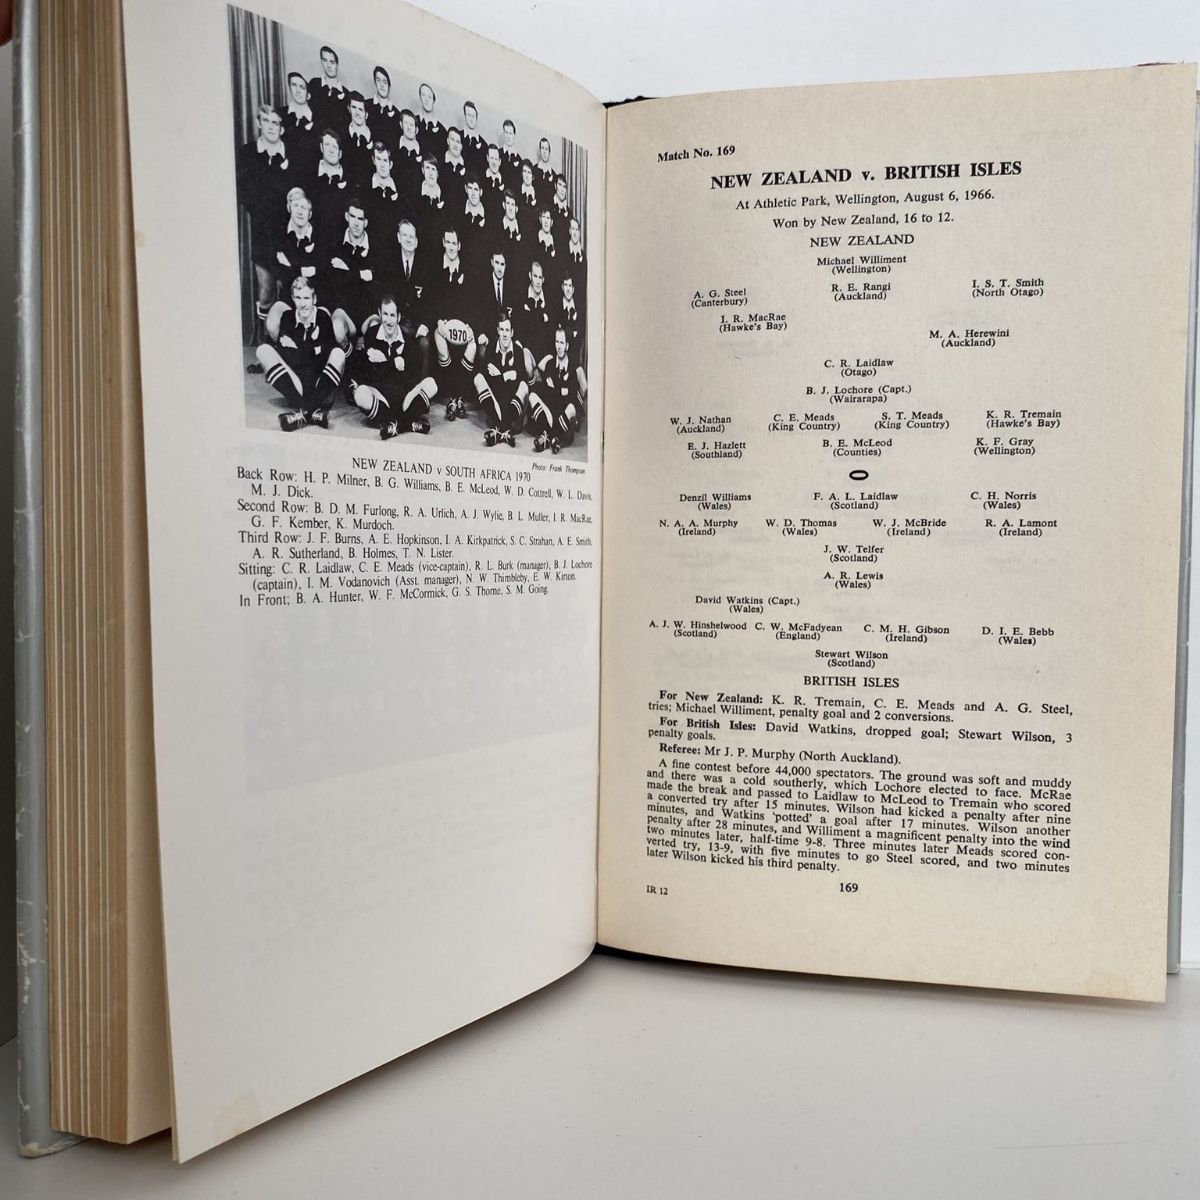 1970
Photo: Frank Thompson
NEW ZEALAND v SOUTH AFRICA 1970
Back Row: H. P. Milner, B. G. Williams, B. E. McLeod, W. D. Cottrell, W. L. Davis,
M. J. Dick.
Second Row: B. D. M. Furlong, R. A. Urlich, A. J. Wylie, B. L. Muller, I. R. MacRae,
G. F. Kember, K. Murdoch.
Third Row: J. F. Burns, A. E. Hopkinson, I. A. Kirkpatrick, S. C. Strahan, A. E. Smith,
A. R. Sutherland, B. Holmes, T. N. Lister.
Sitting: C. R. Laidlaw, C. E. Meads (vice-captain), R. L. Burk (manager), B. J. Lochore
(captain), I. M. Vodanovich (Asst. manager), N. W. Thimbleby, E. W. Kirton.
In Front; B. A. Hunter, W. F. McCormick, G. S. Thorne, S. M. Going.
Match No. 169
NEW ZEALAND v. BRITISH ISLES
At Athletic Park, Wellington, August 6, 1966.
Won by New Zealand, 16 to 12.
NEW ZEALAND
Michael Williment
(Wellington)
A. G. Steel R. E. Rangi I. S. T. Smith
(Canterbury) (Auckland) (North Otago)
I. R. MacRae
(Hawke's Bay)
M. A. Herewini
(Auckland)
C. R. Laidlaw
(Otago)
B. J. Lochore (Capt.)
(Wairarapa)
W. J. Nathan C. E. Meads S. T. Meads K. R. Tremain
(Auckland) (King Country) (King Country) (Hawke's Bay)
E. J. Hazlett B. E. McLeod K. F. Gray
(Southland) (Counties) (Wellington)
Denzil Williams F. A. L. Laidlaw C. H. Norris
(Wales) (Scotland) (Wales)
N. A. A. Murphy W. D. Thomas W. J. McBride R. A. Lamont
(Ireland) (Wales) (Ireland) (Ireland)
J. W. Telfer
(Scotland)
A. R. Lewis
(Wales)
David Watkins (Capt.)
(Wales)
A. J. W. Hinshelwood C. W. McFadyean C. M. H. Gibson D. I. E. Bebb
(Scotland) (England) (Ireland) (Wales)
Stewart Wilson
(Scotland)
BRITISH ISLES
For New Zealand: K. R. Tremain, C. E. Meads and A. G. Steel,
tries; Michael Williment, penalty goal and 2 conversions.
For British Isles: David Watkins, dropped goal; Stewart Wilson, 3
penalty goals.
Referee: Mr J. P. Murphy (North Auckland).
A fine contest before 44,000 spectators. The ground was soft and muddy
and there was a cold southerly, which Lochore elected to face. McRae
made the break and passed to Laidlaw to McLeod to Tremain who scored
a converted try after 15 minutes. Wilson had kicked a penalty after nine
minutes, and Watkins 'potted' a goal after 17 minutes. Wilson another
penalty after 28 minutes, and Williment a magnificent penalty into the wind
two minutes later, half-time 9-8. Three minutes later Meads scored con-
verted try, 13-9, with five minutes to go Steel scored, and two minutes
later Wilson kicked his third penalty.
IR 12
169